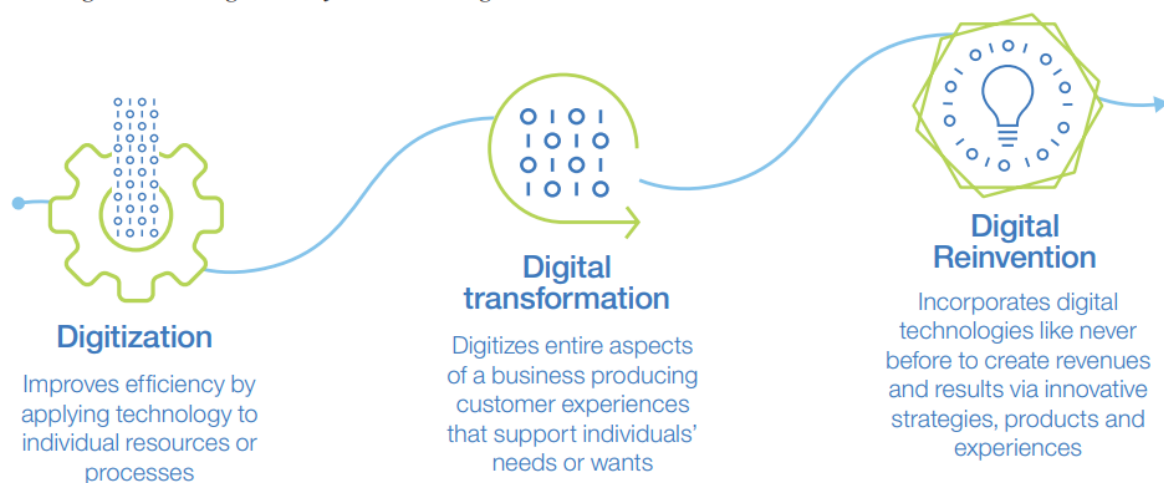 Digitization
Improves efficiency by
applying technology to
individual resources or
processes
Digital
transformation
Digitizes entire aspects
of a business producing
customer experiences
that support individuals'
needs or wants
Digital
Reinvention
Incorporates digital
technologies like never
before to create revenues
and results via innovative
strategies, products and
experiences